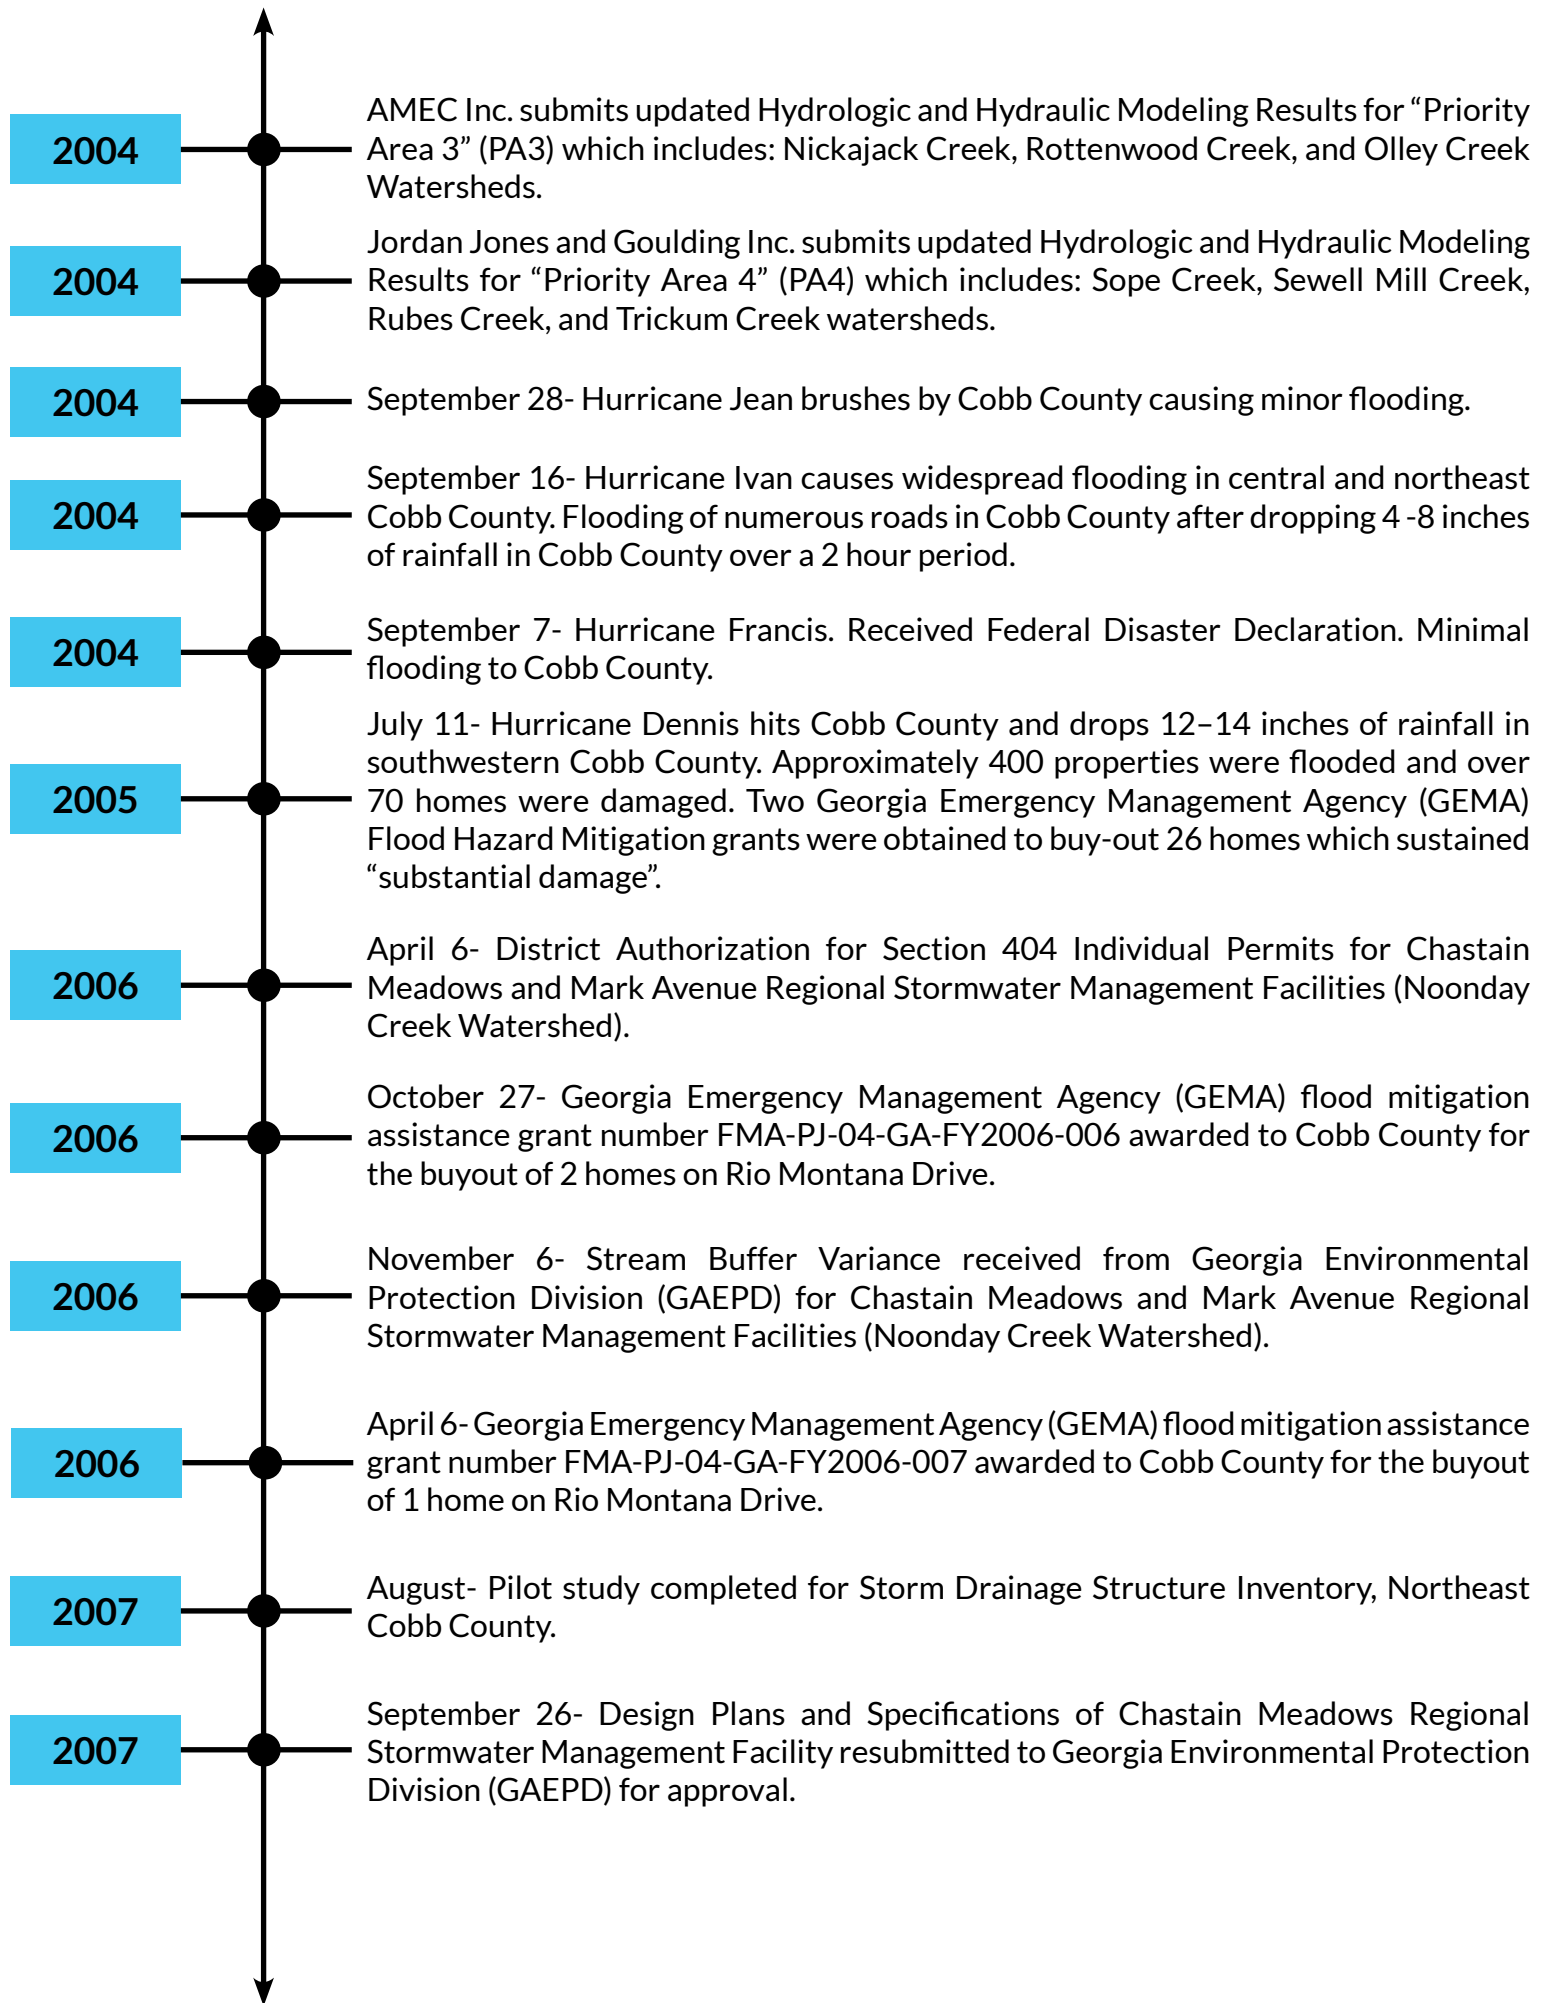 2004
AMEC Inc. submits updated Hydrologic and Hydraulic Modeling Results for “Priority
Area 3” (PA3) which includes: Nickajack Creek, Rottenwood Creek, and Olley Creek
Watersheds.
2004
Jordan Jones and Goulding Inc. submits updated Hydrologic and Hydraulic Modeling
Results for “Priority Area 4” (PA4) which includes: Sope Creek, Sewell Mill Creek,
Rubes Creek, and Trickum Creek watersheds.
2004
September 28- Hurricane Jean brushes by Cobb County causing minor flooding.
2004
September 16- Hurricane Ivan causes widespread flooding in central and northeast
Cobb County. Flooding of numerous roads in Cobb County after dropping 4 -8 inches
of rainfall in Cobb County over a 2 hour period.
2004
September 7- Hurricane Francis. Received Federal Disaster Declaration. Minimal
flooding to Cobb County.
2005
July 11- Hurricane Dennis hits Cobb County and drops 12–14 inches of rainfall in
southwestern Cobb County. Approximately 400 properties were flooded and over
70 homes were damaged. Two Georgia Emergency Management Agency (GEMA)
Flood Hazard Mitigation grants were obtained to buy-out 26 homes which sustained
“substantial damage”.
2006
April 6- District Authorization for Section 404 Individual Permits for Chastain
Meadows and Mark Avenue Regional Stormwater Management Facilities (Noonday
Creek Watershed).
2006
October 27- Georgia Emergency Management Agency (GEMA) flood mitigation
assistance grant number FMA-PJ-04-GA-FY2006-006 awarded to Cobb County for
the buyout of 2 homes on Rio Montana Drive.
2006
November 6- Stream Buffer Variance received from Georgia Environmental
Protection Division (GAEPD) for Chastain Meadows and Mark Avenue Regional
Stormwater Management Facilities (Noonday Creek Watershed).
2006
April 6- Georgia Emergency Management Agency (GEMA) flood mitigation assistance
grant number FMA-PJ-04-GA-FY2006-007 awarded to Cobb County for the buyout
of 1 home on Rio Montana Drive.
2007
August- Pilot study completed for Storm Drainage Structure Inventory, Northeast
Cobb County.
2007
September 26- Design Plans and Specifications of Chastain Meadows Regional
Stormwater Management Facility resubmitted to Georgia Environmental Protection
Division (GAEPD) for approval.